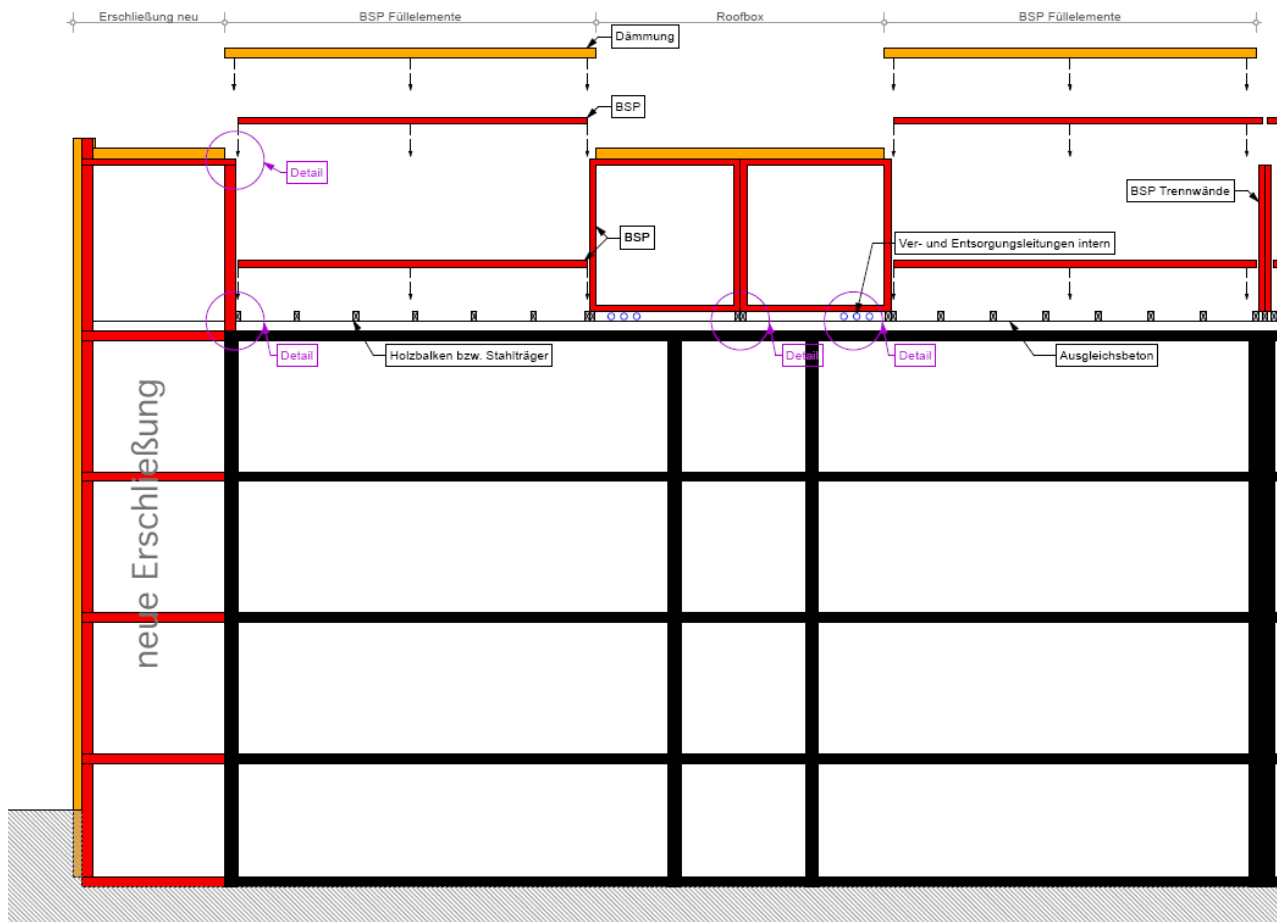 Erschließung neu
BSP Füllelemente
Roofbox
BSP Füllelemente
Dämmung
BSP
Detail
BSP Trennwände
BSP
Ver- und Entsorgungsleitungen intern
Detail
Holzbalken bzw. Stahlträger
Detail
Detail
Ausgleichsbeton
neue Erschließung